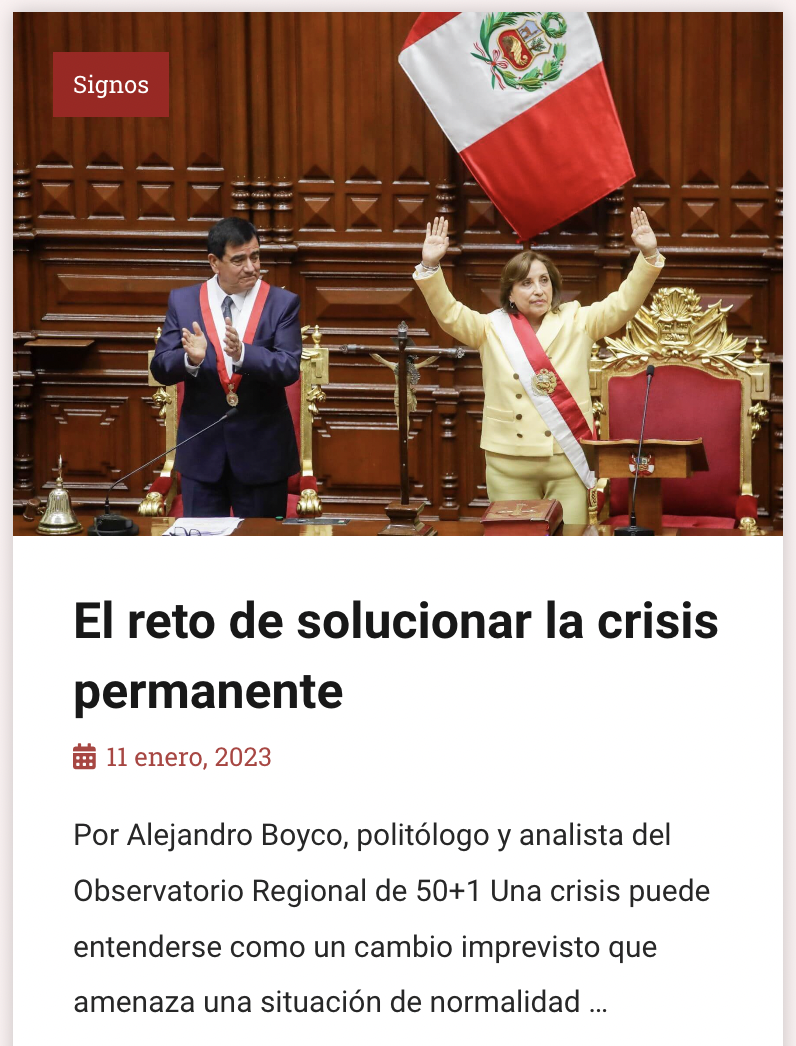 Signos
El reto de solucionar la crisis
permanente
11 enero, 2023
Por Alejandro Boyco, politólogo y analista del
Observatorio Regional de 50+1 Una crisis puede
entenderse como un cambio imprevisto que
amenaza una situación de normalidad …